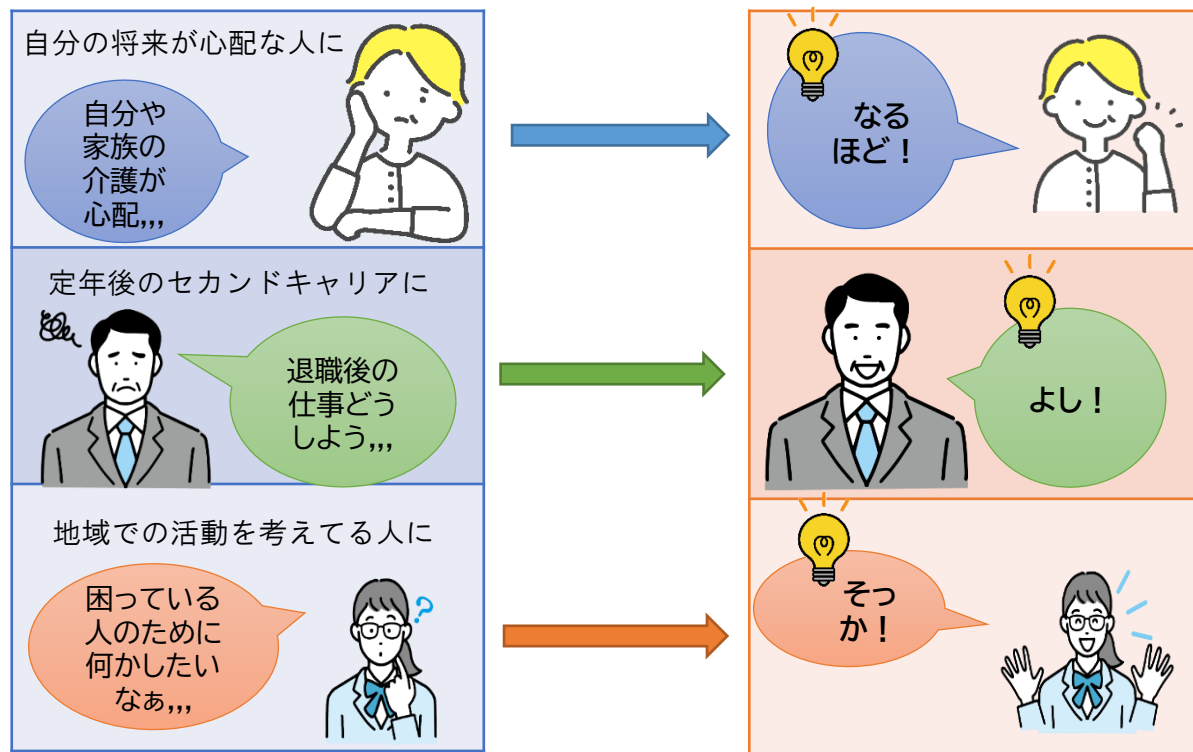 自分の将来が心配な人に
自分や
家族の
介護が
心配,,,
なる
ほど！
定年後のセカンドキャリアに
退職後の
仕事どう
しよう,,,
よし！
地域での活動を考えてる人に
困っている
人のために
何かしたい
なぁ,,,
そっ
か！